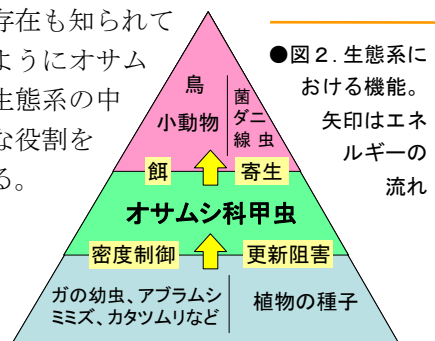 存在も知られて
ようにオサム
生態系の中
な役割を
る。
●図２. 生態系に
おける機能。
矢印はエネ
ルギーの
流れ
鳥
小動物
菌
ダニ
線 虫
餌
寄生
オサムシ科甲虫
密度制御
更新阻害
ガの幼虫、アブラムシ
ミミズ、カタツムリなど
植物の種子